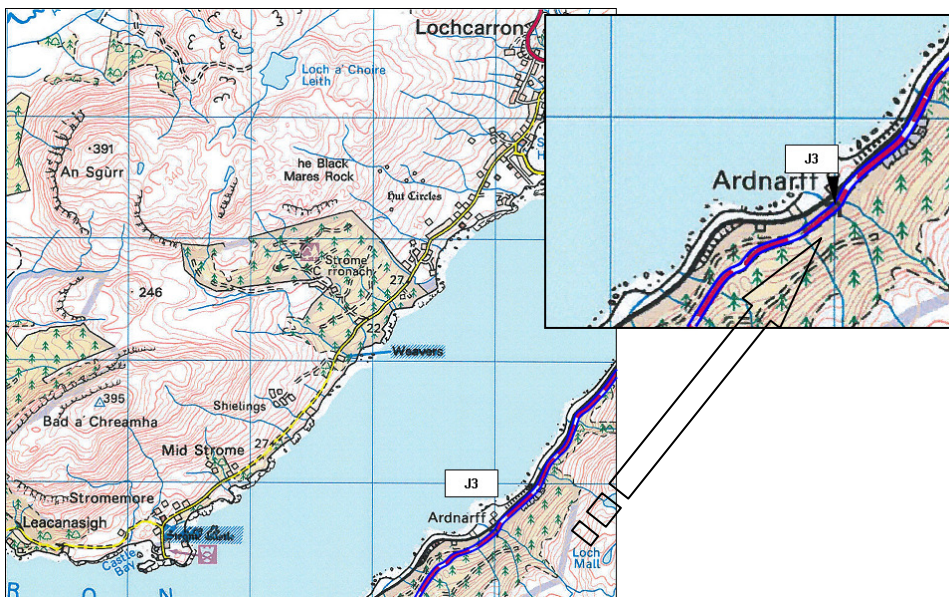 Lochcarron
Loch a' Choire
Leith
391
An Sgùrr
he Black
Mares Rock
Hut Circles
Strome
C rronach
27
246
22
Weavers
395
Bad a' Chreamha
Shielings
27
Mid Strome
Stromemore
Leacanasigh
Castle
Bay
R O N
J3
Ardnarff
Loch
Mall
J3
Ardnarff